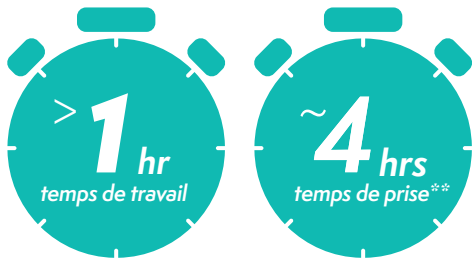 > 1 hr
temps de travail
~ 4 hrs
temps de prise**